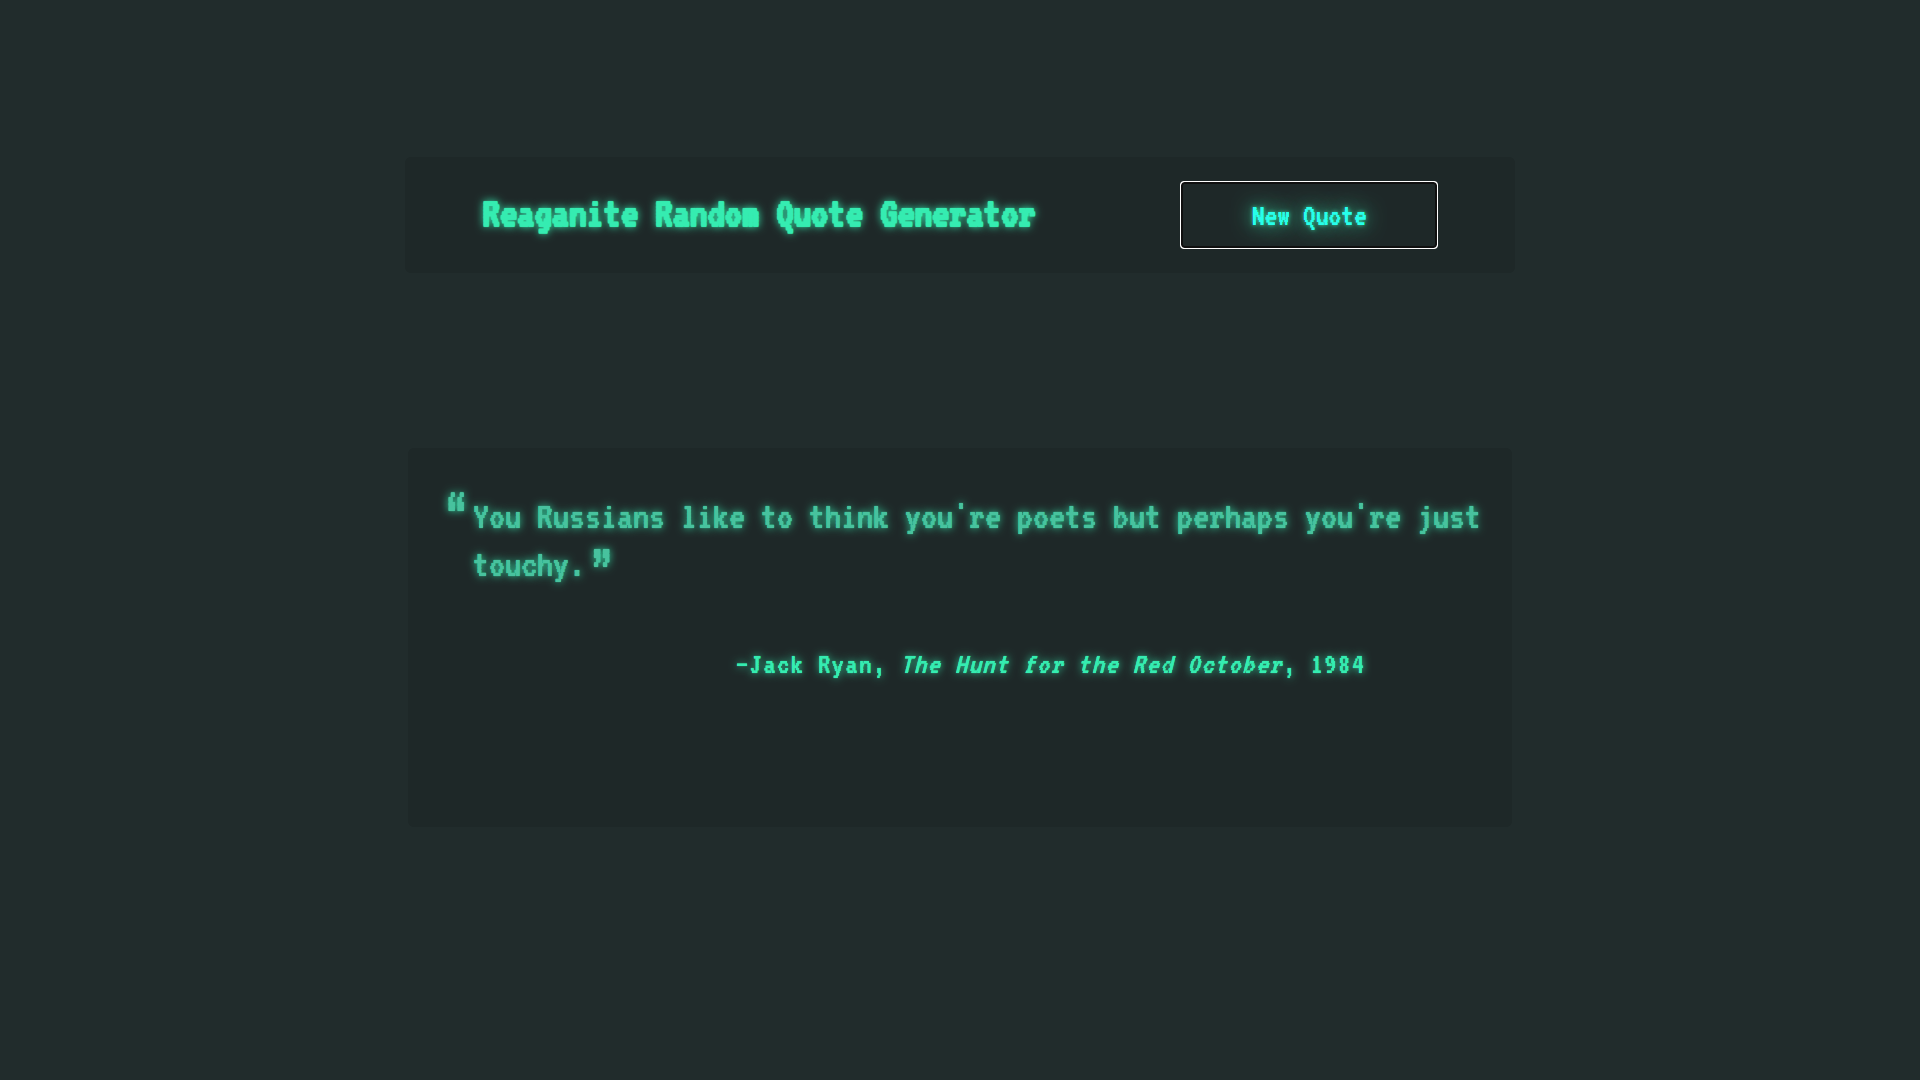 Reaganite Random Quote Generator
New Quote
“You Russians like to think you're poets but perhaps you're just
touchy.”
-Jack Ryan, The Hunt for the Red October, 1984